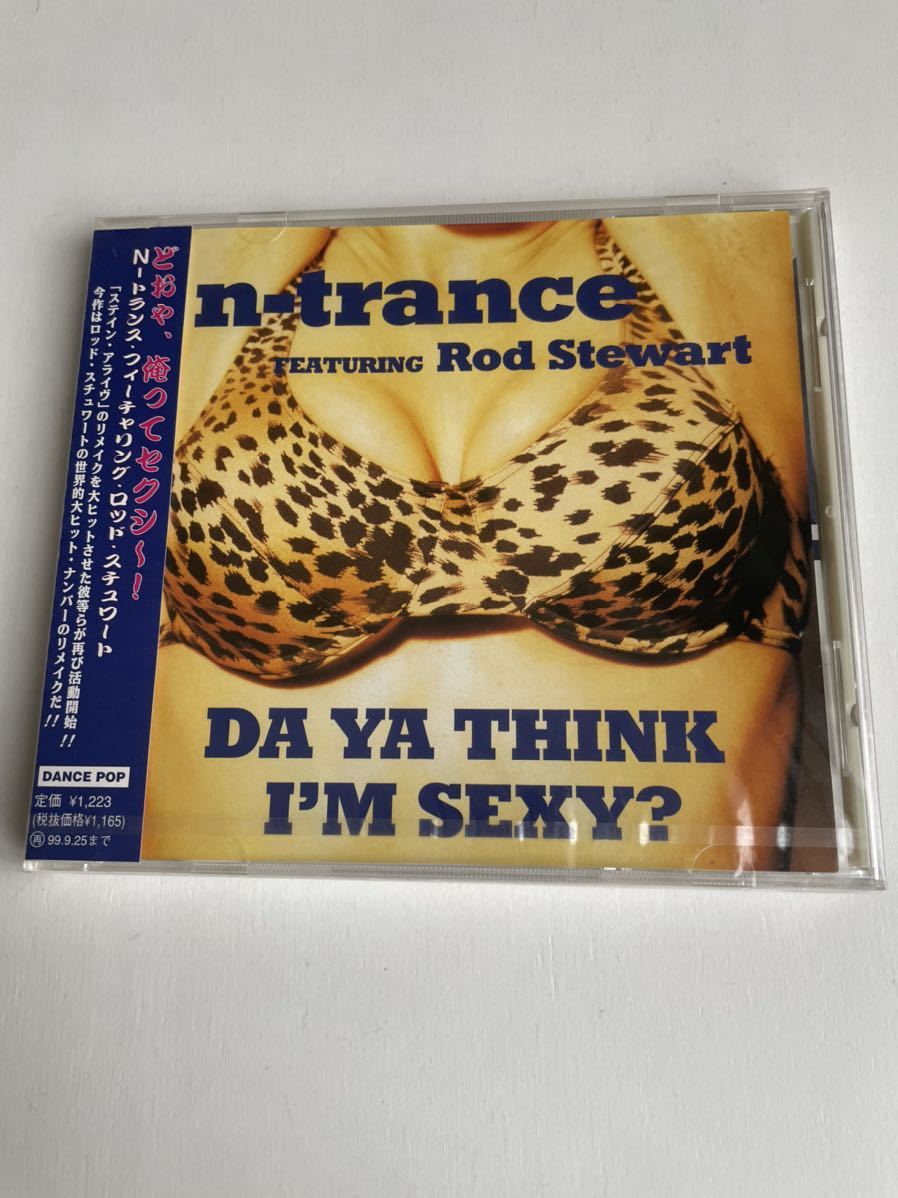 どおや、俺ってセクシ〜!
N-トランス・フィーチャリング・ロッド・スチュワート
「ステイン・アライヴ」のリメイクを大ヒットさせた彼等らが再び活動開始!!
今作はロッド・スチュワートの世界的大ヒット・ナンバーのリメイクだ!!
DANCE POP
定価 ¥1,223
(税抜価格¥1,165)
再 99.9.25まで
n-trance
FEATURING Rod Stewart
DA YA THINK
I'M SEXY?